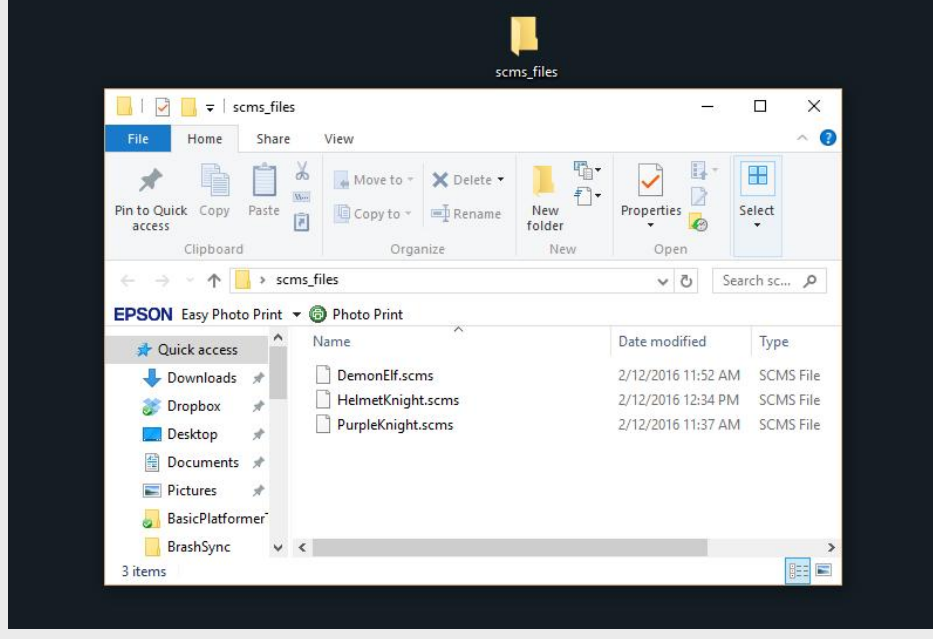 scms_files
scms_files
File Home Share View
Pin to Quick access
Copy
Paste
Clipboard
Move to
Copy to
Delete
Rename
Organize
New folder
New
Properties
Open
Select
scms_files
Search sc...
EPSON Easy Photo Print Photo Print
Quick access
Downloads
Dropbox
Desktop
Documents
Pictures
BasicPlatformer
BrashSync
Name Date modified Type
DemonElf.scms 2/12/2016 11:52 AM SCMS File
HelmetKnight.scms 2/12/2016 12:34 PM SCMS File
PurpleKnight.scms 2/12/2016 11:37 AM SCMS File
3 items